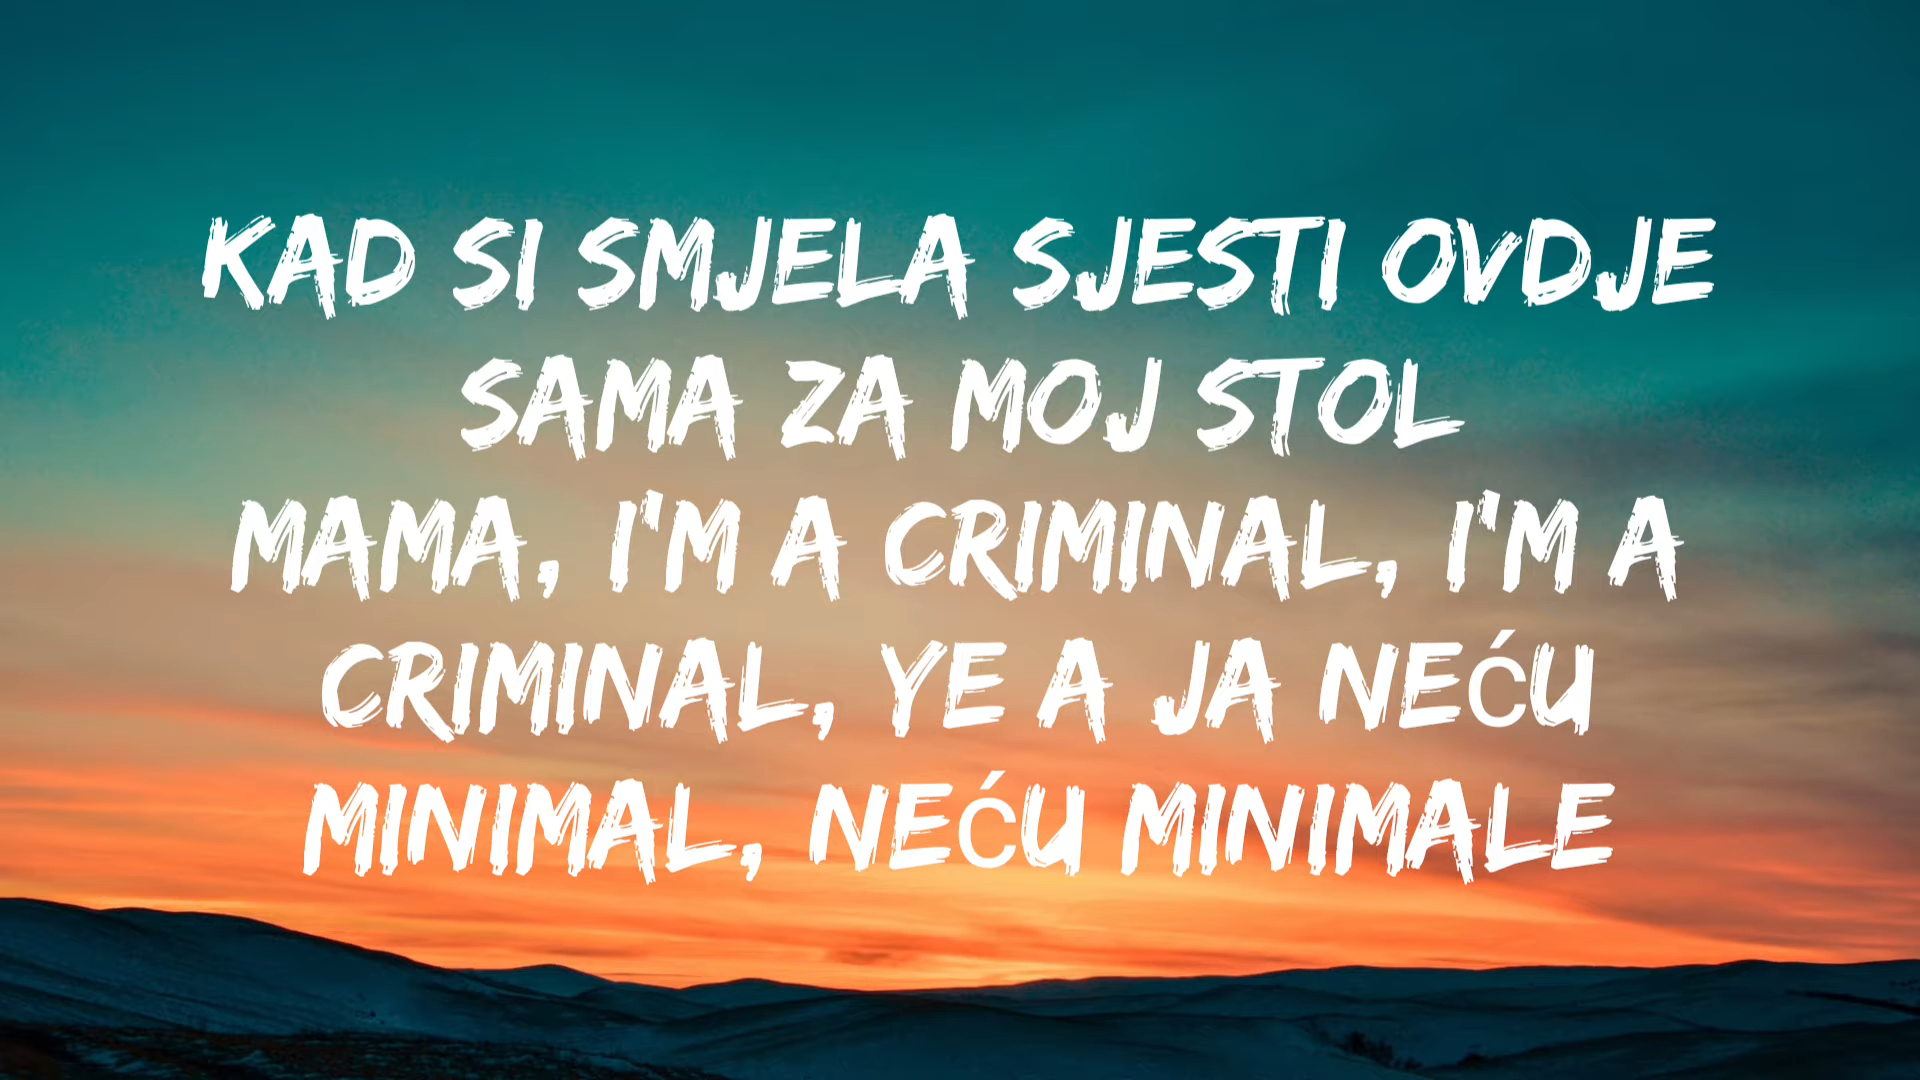 KAD SI SMJELA SJESTI OVDJE
SAMA ZA MOJ STOL
MAMA, I'M A CRIMINAL, I'M A
CRIMINAL, YE A JA NEĆU
MINIMAL, NEĆU MINIMALE